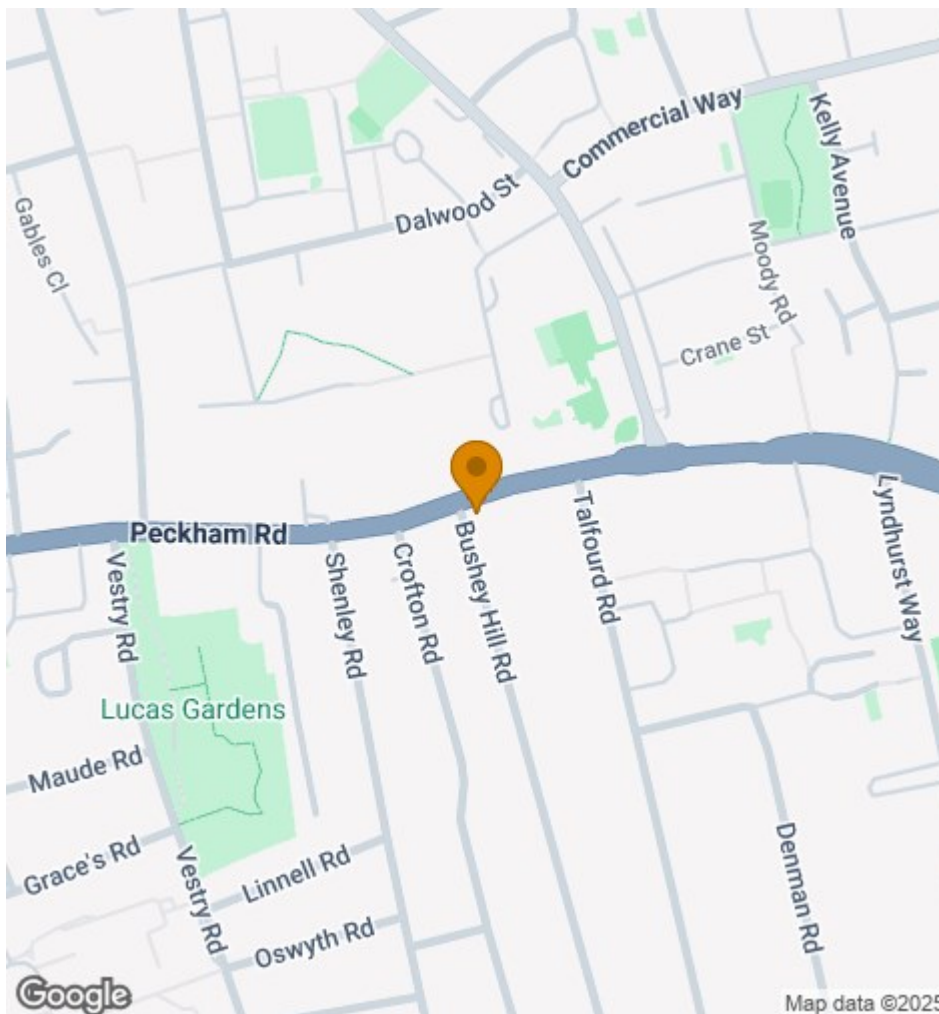 Commercial Way
Kelly Avenue
Gables Cl
Dalwood St
Moody Rd
Crane St
Peckham Rd
Lyndhurst Way
Talfourd Rd
Bushey Hill Rd
Crofton Rd
Shenley Rd
Vestry Rd
Lucas Gardens
Maude Rd
Grace's Rd
Vestry Rd
Linnell Rd
Oswyth Rd
Denman Rd
Google
Map data ©2025